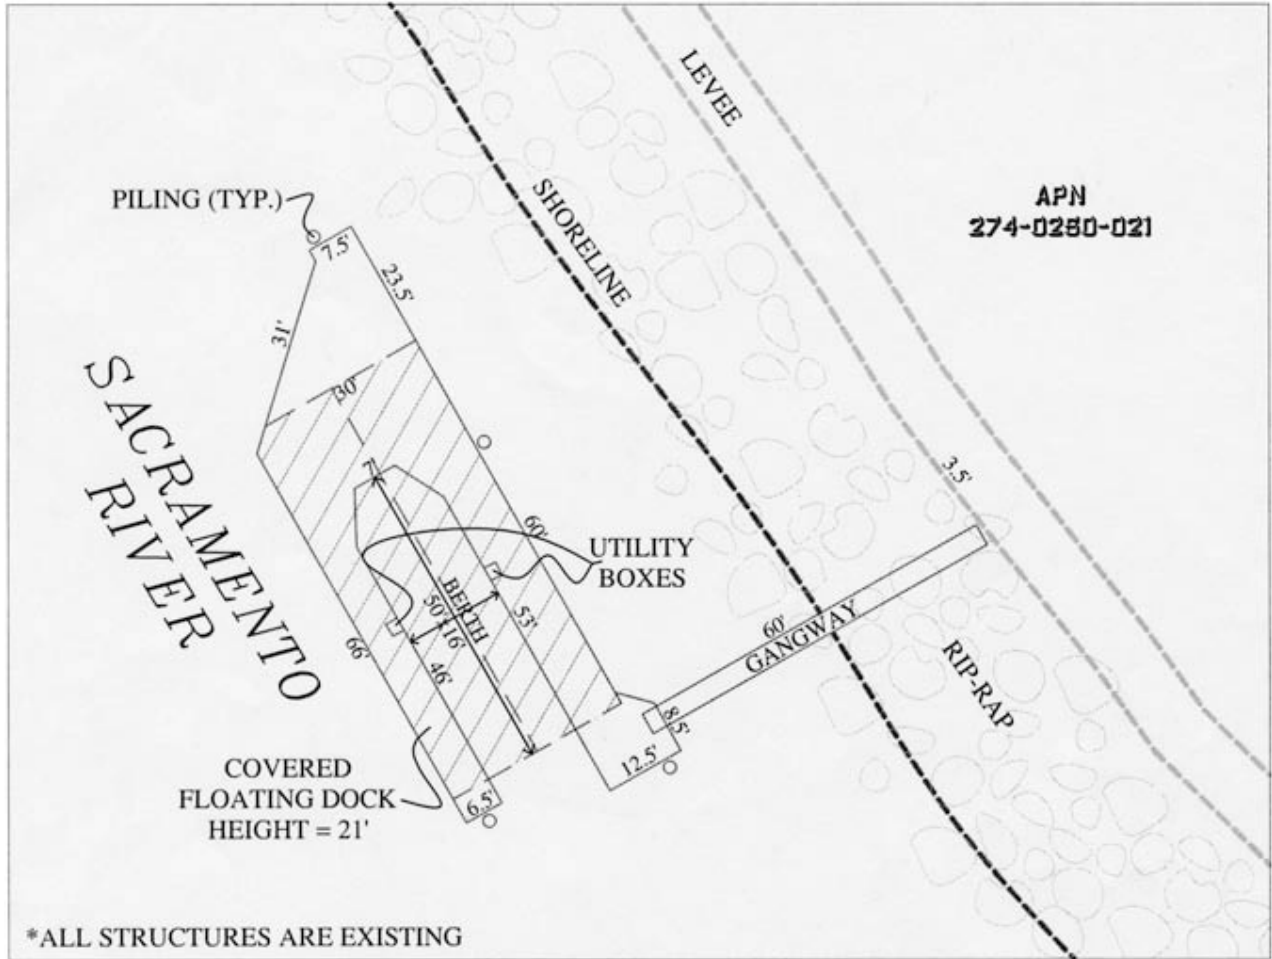 LEVEE
PILING (TYP.)
SHORELINE
APN
274-0250-021
7.5'
23.5'
31'
30'
SACRAMENTO
RIVER
3.5'
60'
UTILITY
BOXES
BERTH
50'X16'
53'
46'
66'
60'
GANGWAY
RIP-RAP
8.5'
12.5'
6.5'
COVERED
FLOATING DOCK
HEIGHT = 21'
*ALL STRUCTURES ARE EXISTING